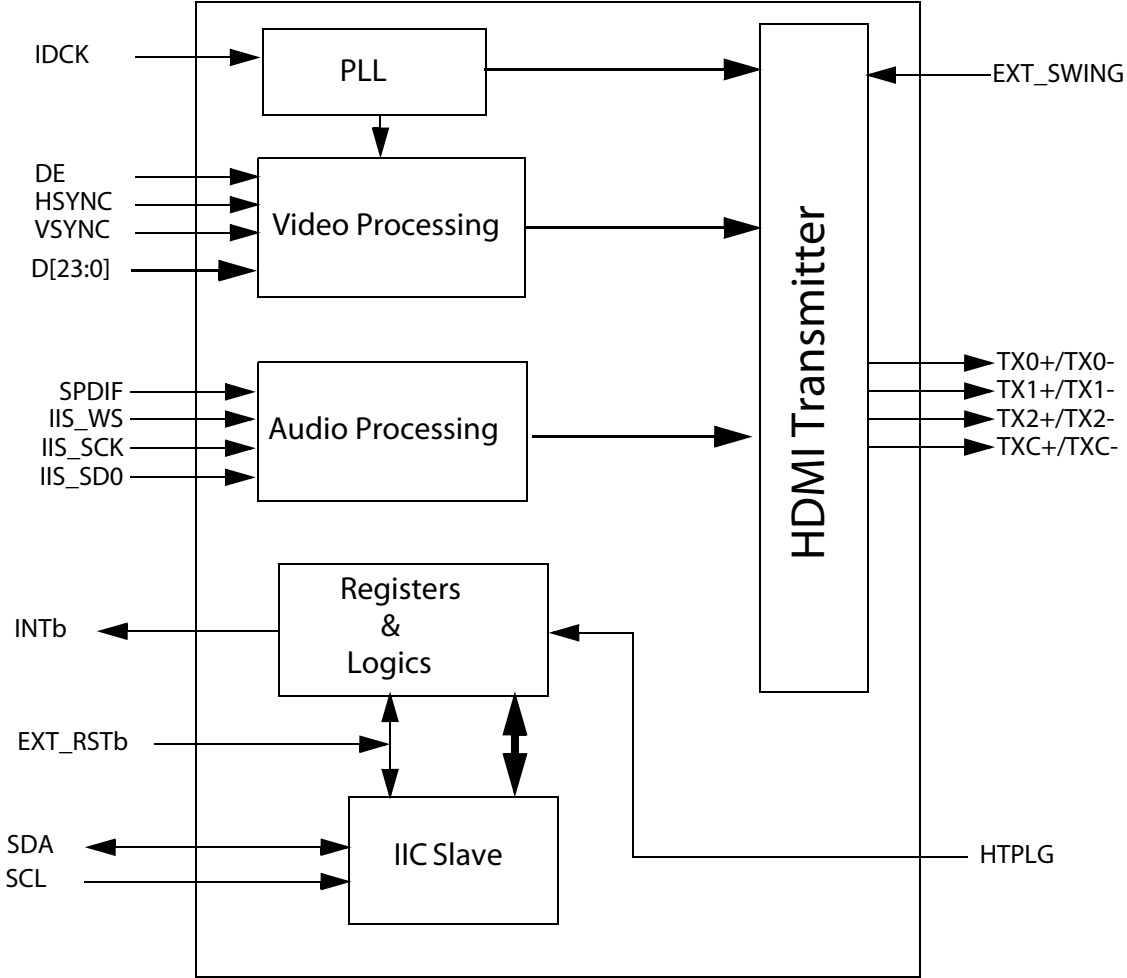 IDCK
PLL
EXT_SWING
DE
HSYNC
VSYNC
D[23:0]
Video Processing
HDMI Transmitter
SPDIF
IIS_WS
IIS_SCK
IIS_SD0
Audio Processing
TX0+/TX0-
TX1+/TX1-
TX2+/TX2-
TXC+/TXC-
Registers
&
Logics
INTb
EXT_RSTb
SDA
SCL
IIC Slave
HTPLG